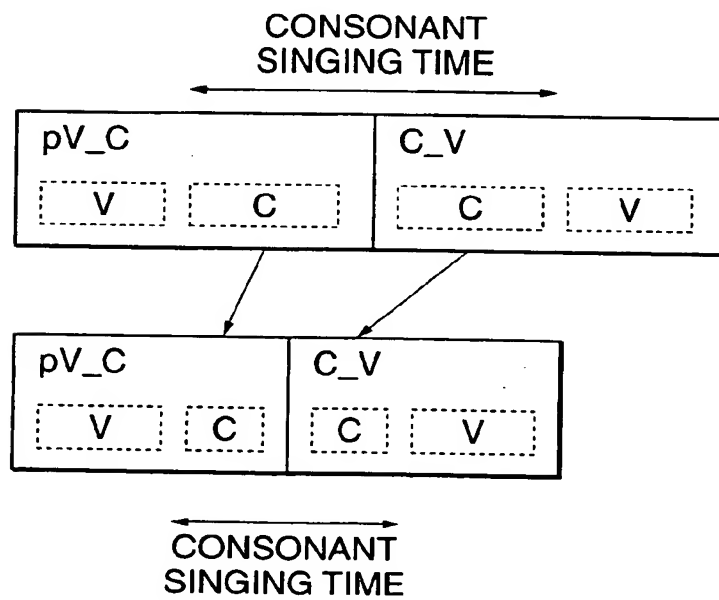 CONSONANT
SINGING TIME
pV_C C_V
V C C V
pV_C C_V
V C C V
CONSONANT
SINGING TIME